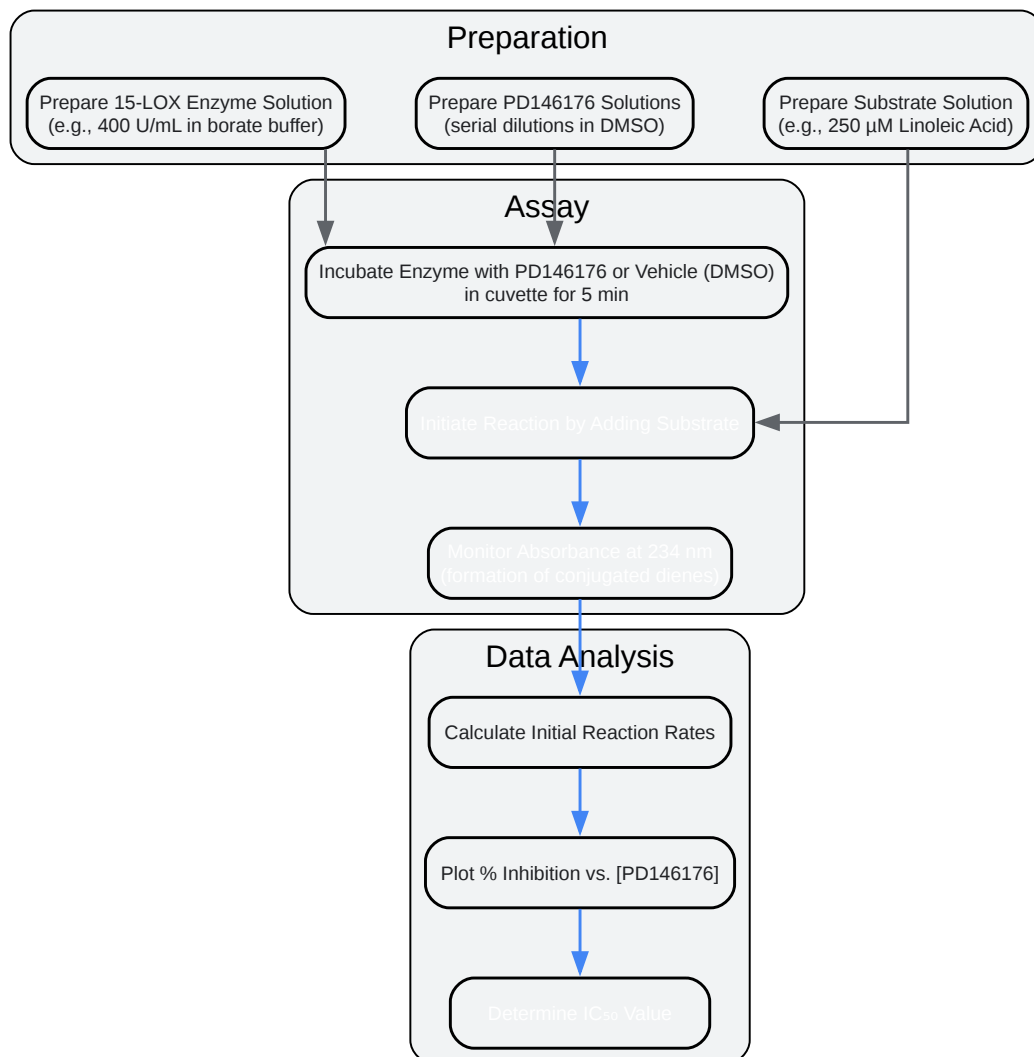 Preparation
Prepare 15-LOX Enzyme Solution
(e.g., 400 U/mL in borate buffer)
Prepare PD146176 Solutions
(serial dilutions in DMSO)
Prepare Substrate Solution
(e.g., 250 µM Linoleic Acid)
Assay
Incubate Enzyme with PD146176 or Vehicle (DMSO)
in cuvette for 5 min
Initiate Reaction by Adding Substrate
Monitor Absorbance at 234 nm
(formation of conjugated dienes)
Data Analysis
Calculate Initial Reaction Rates
Plot % Inhibition vs. [PD146176]
Determine IC₅₀ Value